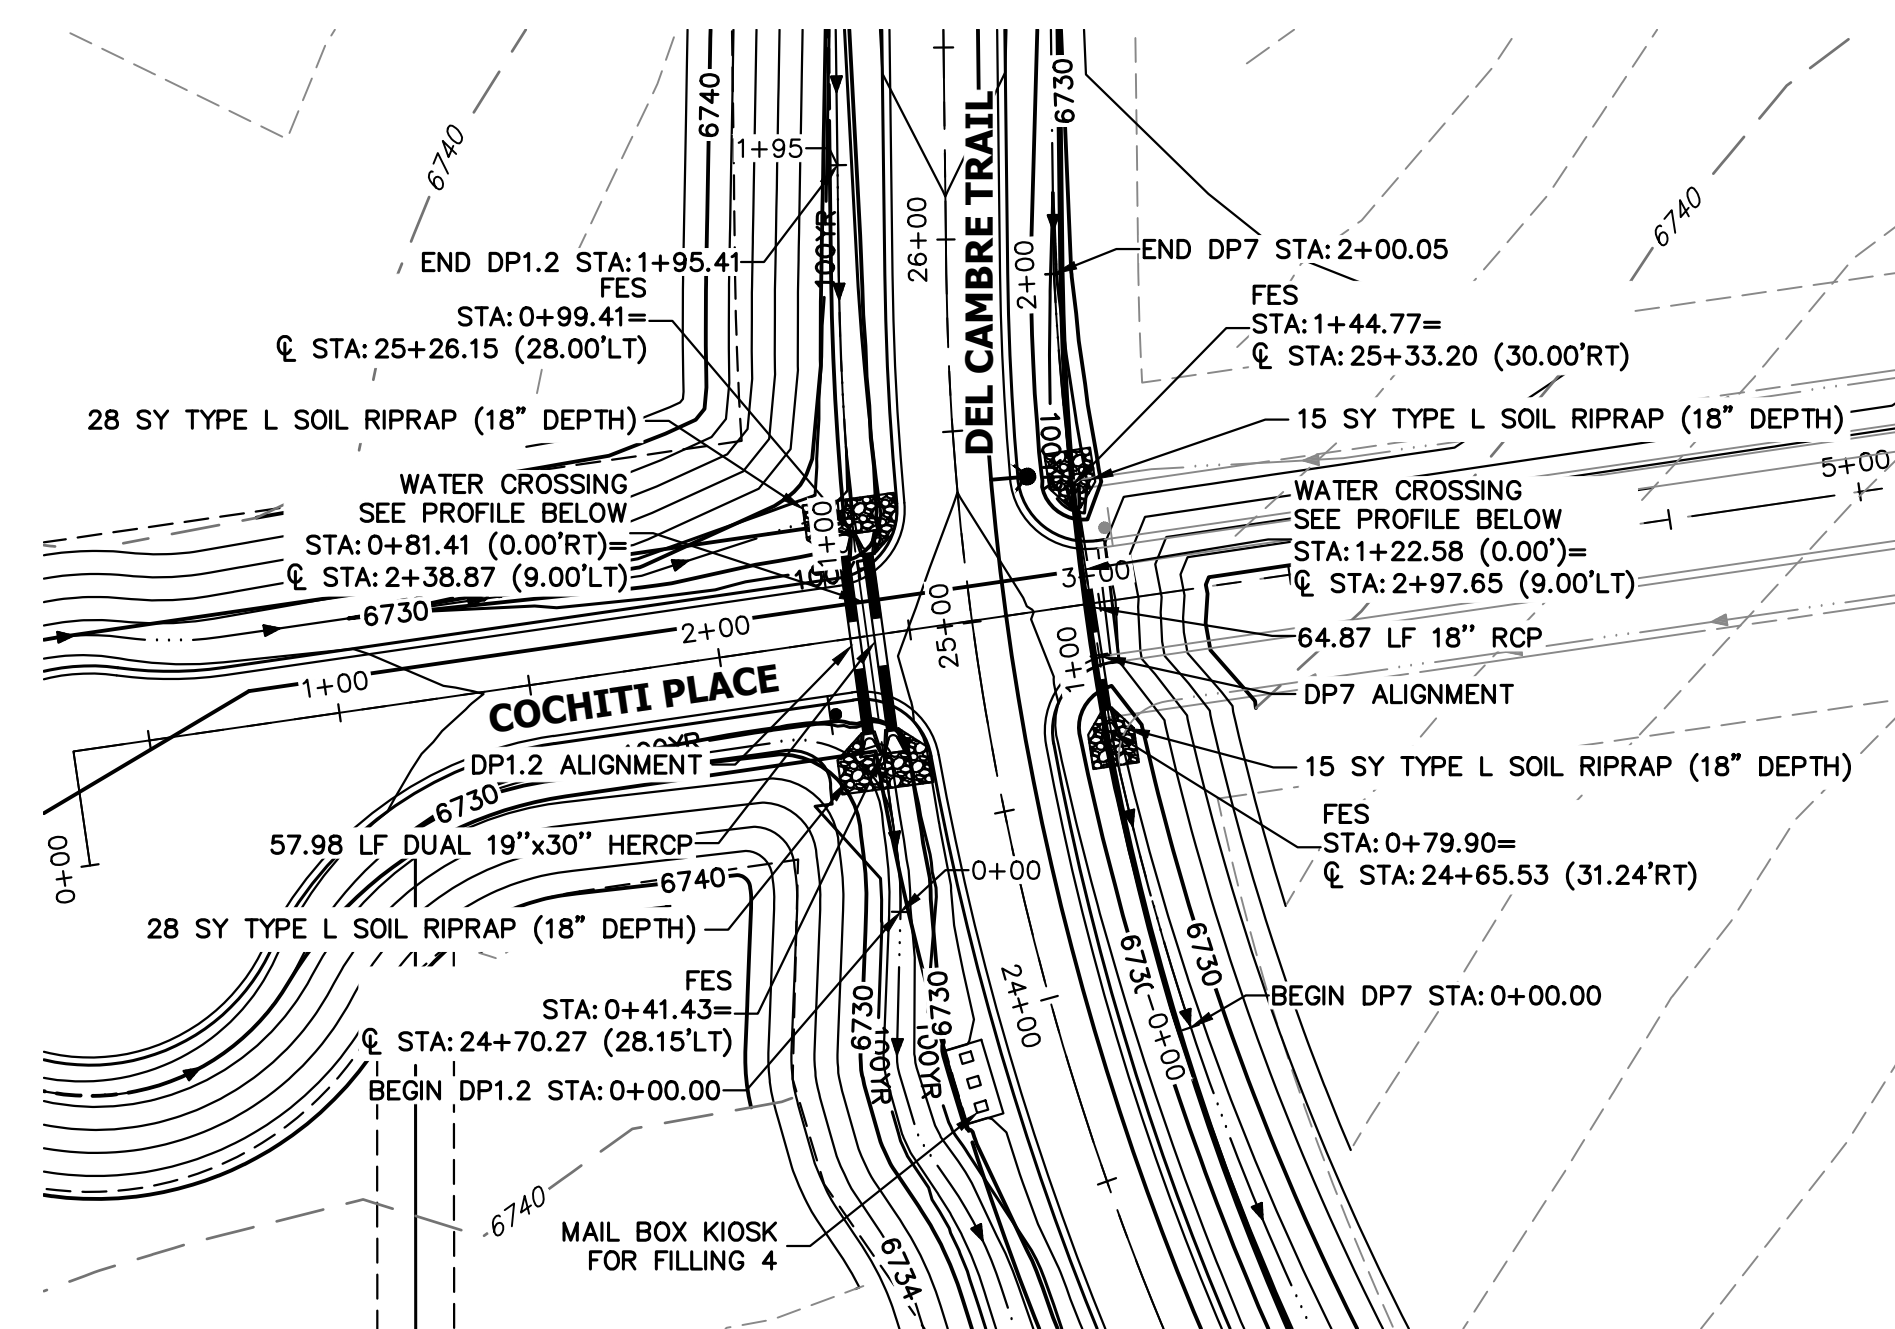 6740
6740
6730
6740
DEL CAMBRE TRAIL
1+95
100YR
26+00
2+00
END DP1.2 STA: 1+95.41
END DP7 STA: 2+00.05
FES
STA: 0+99.41=
℄ STA: 25+26.15 (28.00'LT)
FES
STA: 1+44.77=
℄ STA: 25+33.20 (30.00'RT)
28 SY TYPE L SOIL RIPRAP (18" DEPTH)
15 SY TYPE L SOIL RIPRAP (18" DEPTH)
WATER CROSSING
SEE PROFILE BELOW
STA: 0+81.41 (0.00'RT)=
℄ STA: 2+38.87 (9.00'LT)
WATER CROSSING
SEE PROFILE BELOW
STA: 1+22.58 (0.00')=
℄ STA: 2+97.65 (9.00'LT)
5+00
1+00
3+00
6730
2+00
25+00
1+00
64.87 LF 18" RCP
1+00
COCHITI PLACE
DP7 ALIGNMENT
100YR
DP1.2 ALIGNMENT
15 SY TYPE L SOIL RIPRAP (18" DEPTH)
6730
57.98 LF DUAL 19"x30" HERCP
FES
STA: 0+79.90=
℄ STA: 24+65.53 (31.24'RT)
0+00
6740
0+00
28 SY TYPE L SOIL RIPRAP (18" DEPTH)
FES
STA: 0+41.43=
℄ STA: 24+70.27 (28.15'LT)
6730
6730
24+00
6730
BEGIN DP7 STA: 0+00.00
0+00
100YR
100YR
BEGIN DP1.2 STA: 0+00.00
6740
MAIL BOX KIOSK
FOR FILLING 4
6734